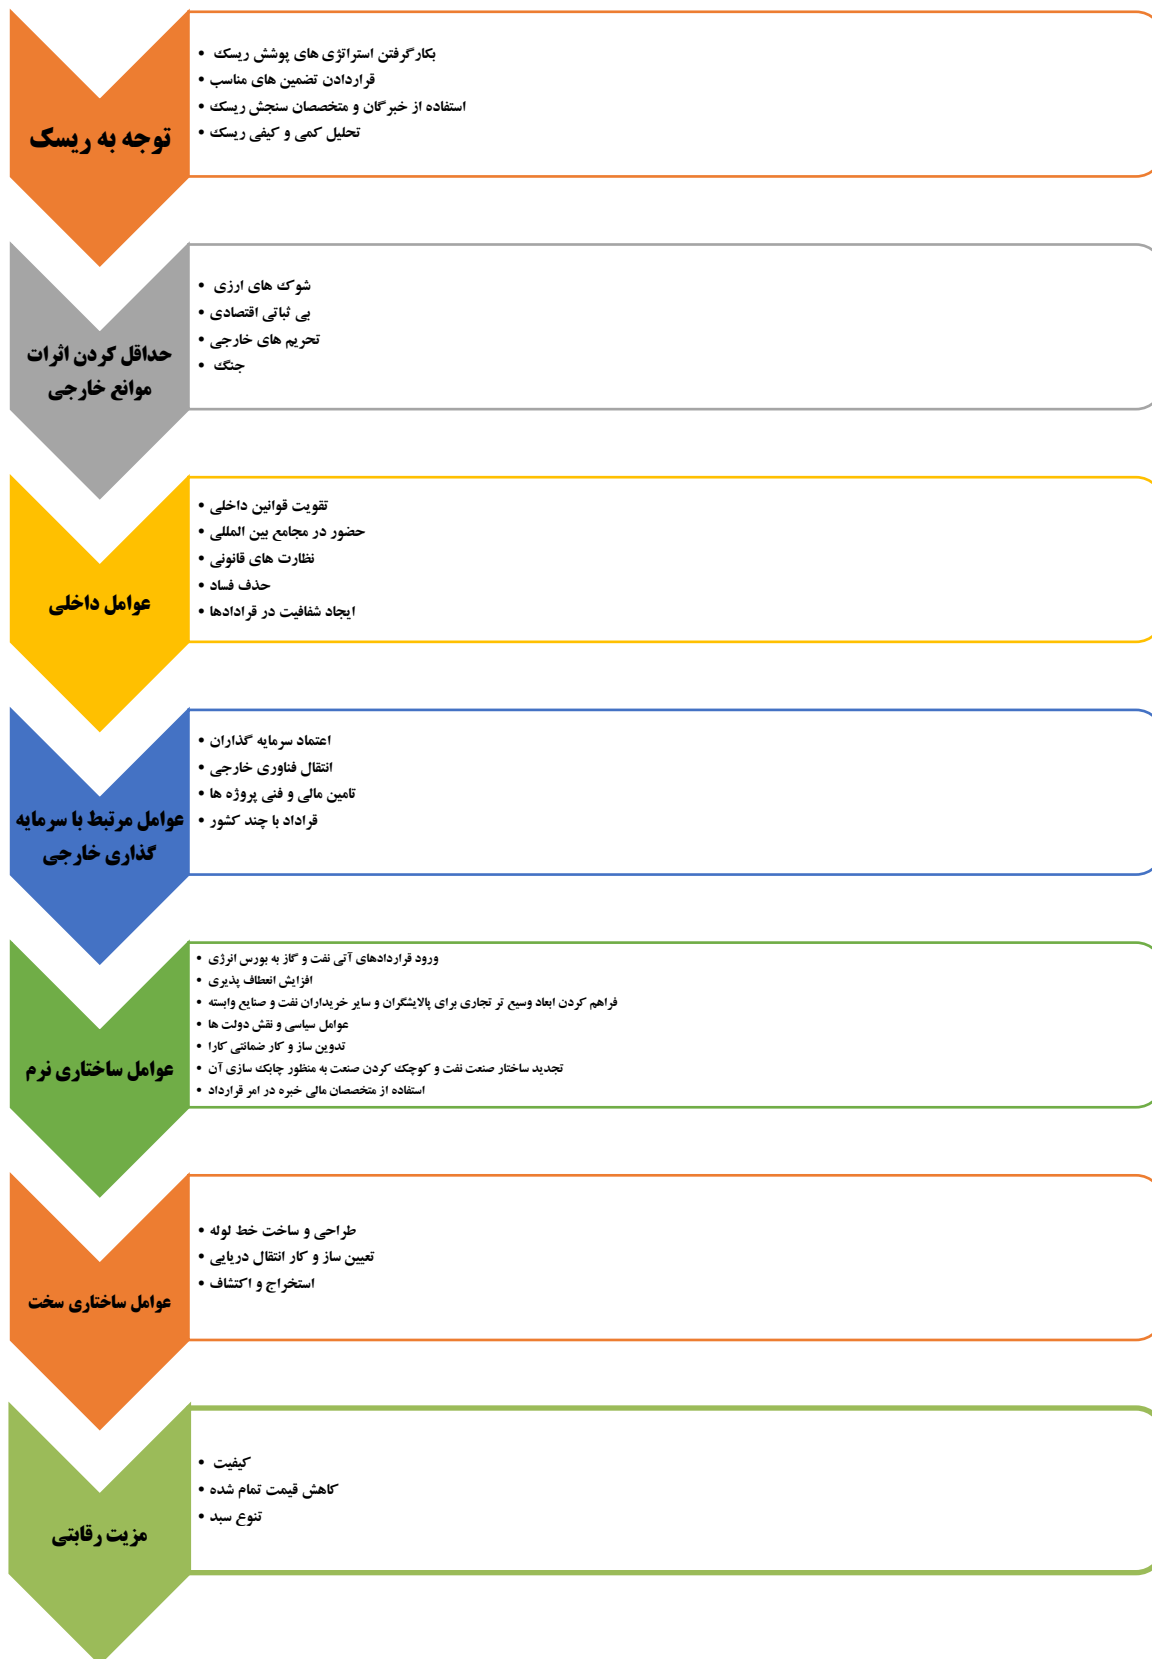 توجه به ریسک
بکارگرفتن استراتژی های پوشش ریسک •
قراردادن تضمین های مناسب •
استفاده از خبرگان و متخصصان سنجش ریسک •
تحلیل کمی و کیفی ریسک •
حداقل کردن اثرات
موانع خارجی
شوک های ارزی •
بی ثباتی اقتصادی •
تحریم های خارجی •
جنگ •
عوامل داخلی
تقویت قوانین داخلی •
حضور در مجامع بین المللی •
نظارت های قانونی •
حذف فساد •
ایجاد شفافیت در قرادادها •
عوامل مرتبط با سرمایه
گذاری خارجی
اعتماد سرمایه گذاران •
انتقال فناوری خارجی •
تامین مالی و فنی پروژه ها •
قراداد با چند کشور •
عوامل ساختاری نرم
ورود قراردادهای آتی نفت و گاز به بورس انرژی •
افزایش انعطاف پذیری •
فراهم کردن ابعاد وسیع تر تجاری برای پالایشگران و سایر خریداران نفت و صنایع وابسته •
عوامل سیاسی و نقش دولت ها •
تدوین ساز و کار ضمانتی کارا •
تجدید ساختار صنعت نفت و کوچک کردن صنعت به منظور چابک سازی آن •
استفاده از متخصصان مالی خبره در امر قرارداد •
عوامل ساختاری سخت
طراحی و ساخت خط لوله •
تعیین ساز و کار انتقال دریایی •
استخراج و اکتشاف •
مزیت رقابتی
کیفیت •
کاهش قیمت تمام شده •
تنوع سبد •